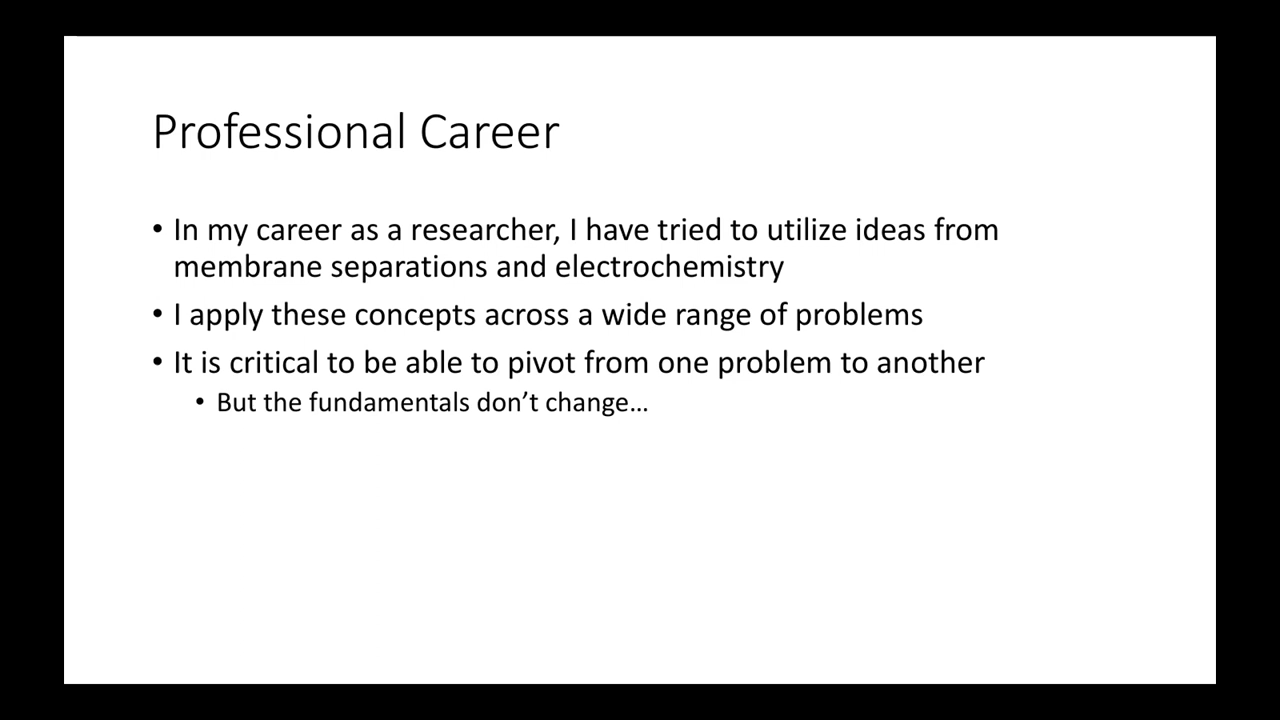 Professional Career
• In my career as a researcher, I have tried to utilize ideas from
membrane separations and electrochemistry
• I apply these concepts across a wide range of problems
• It is critical to be able to pivot from one problem to another
• But the fundamentals don’t change…